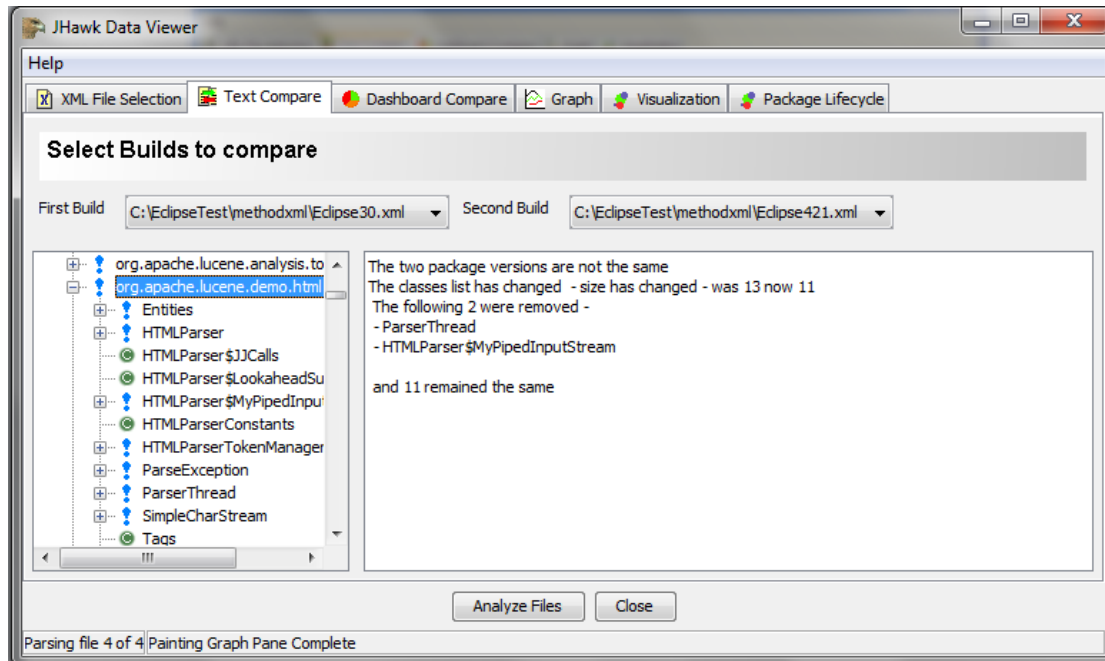 JHawk Data Viewer
Help
XML File Selection Text Compare Dashboard Compare Graph Visualization Package Lifecycle
Select Builds to compare
First Build C:\EclipseTest\methodxml\Eclipse30.xml Second Build C:\EclipseTest\methodxml\Eclipse421.xml
org.apache.lucene.analysis.to
org.apache.lucene.demo.html
Entities
HTMLParser
HTMLParser$JJCalls
HTMLParser$LookaheadSu
HTMLParser$MyPipedInpu
HTMLParserConstants
HTMLParserTokenManager
ParseException
ParserThread
SimpleCharStream
Tags
The two package versions are not the same
The classes list has changed - size has changed - was 13 now 11
The following 2 were removed -
- ParserThread
- HTMLParser$MyPipedInputStream
and 11 remained the same
Analyze Files Close
Parsing file 4 of 4 Painting Graph Pane Complete